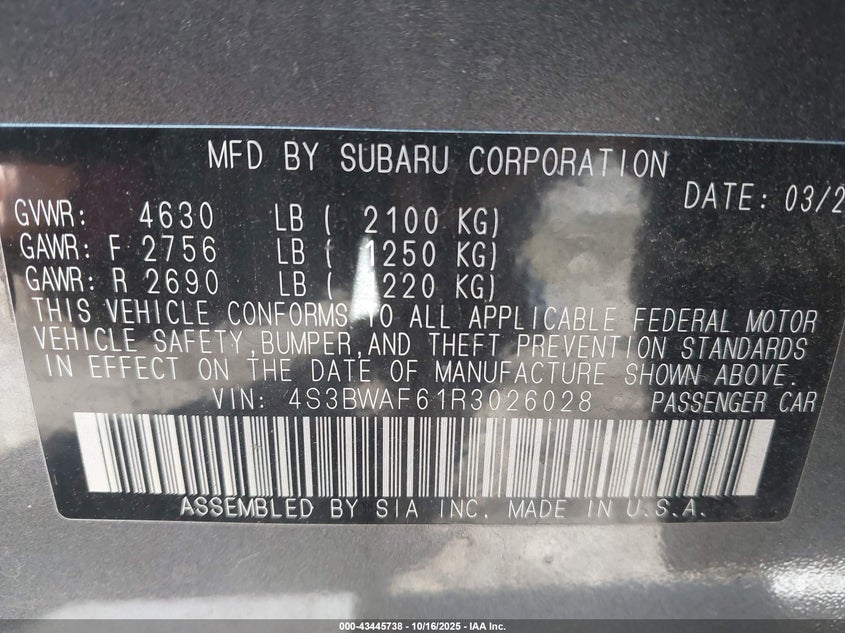 MFD BY SUBARU CORPORATION
DATE: 03/2
GVWR: 4630 LB ( 2100 KG)
GAWR: F 2756 LB ( 1250 KG)
GAWR: R 2690 LB ( 1220 KG)
THIS VEHICLE CONFORMS TO ALL APPLICABLE FEDERAL MOTOR
VEHICLE SAFETY,BUMPER,AND THEFT PREVENTION STANDARDS
IN EFFECT ON THE DATE OF MANUFACTURE SHOWN ABOVE.
VIN: 4S3BWAF61R3026028 PASSENGER CAR
ASSEMBLED BY SIA INC. MADE IN U.S.A.
000-43445738 - 10/16/2025 - IAA Inc.